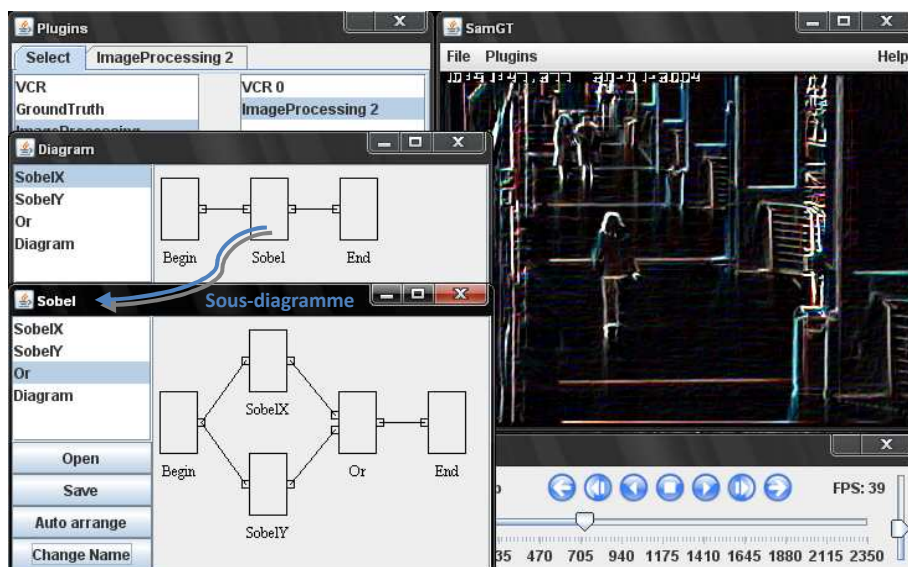 Plugins
Select
ImageProcessing 2
VCR
GroundTruth
ImageProcessing
VCR 0
ImageProcessing 2
Diagram
SobelX
SobelY
Or
Diagram
Begin
Sobel
End
Sobel
Sous-diagramme
SobelX
SobelY
Or
Diagram
Open
Save
Auto arrange
Change Name
Begin
SobelX
SobelY
Or
End
SamGT
File
Plugins
Help
FPS: 39
470 705 940 1175 1410 1645 1880 2115 2350